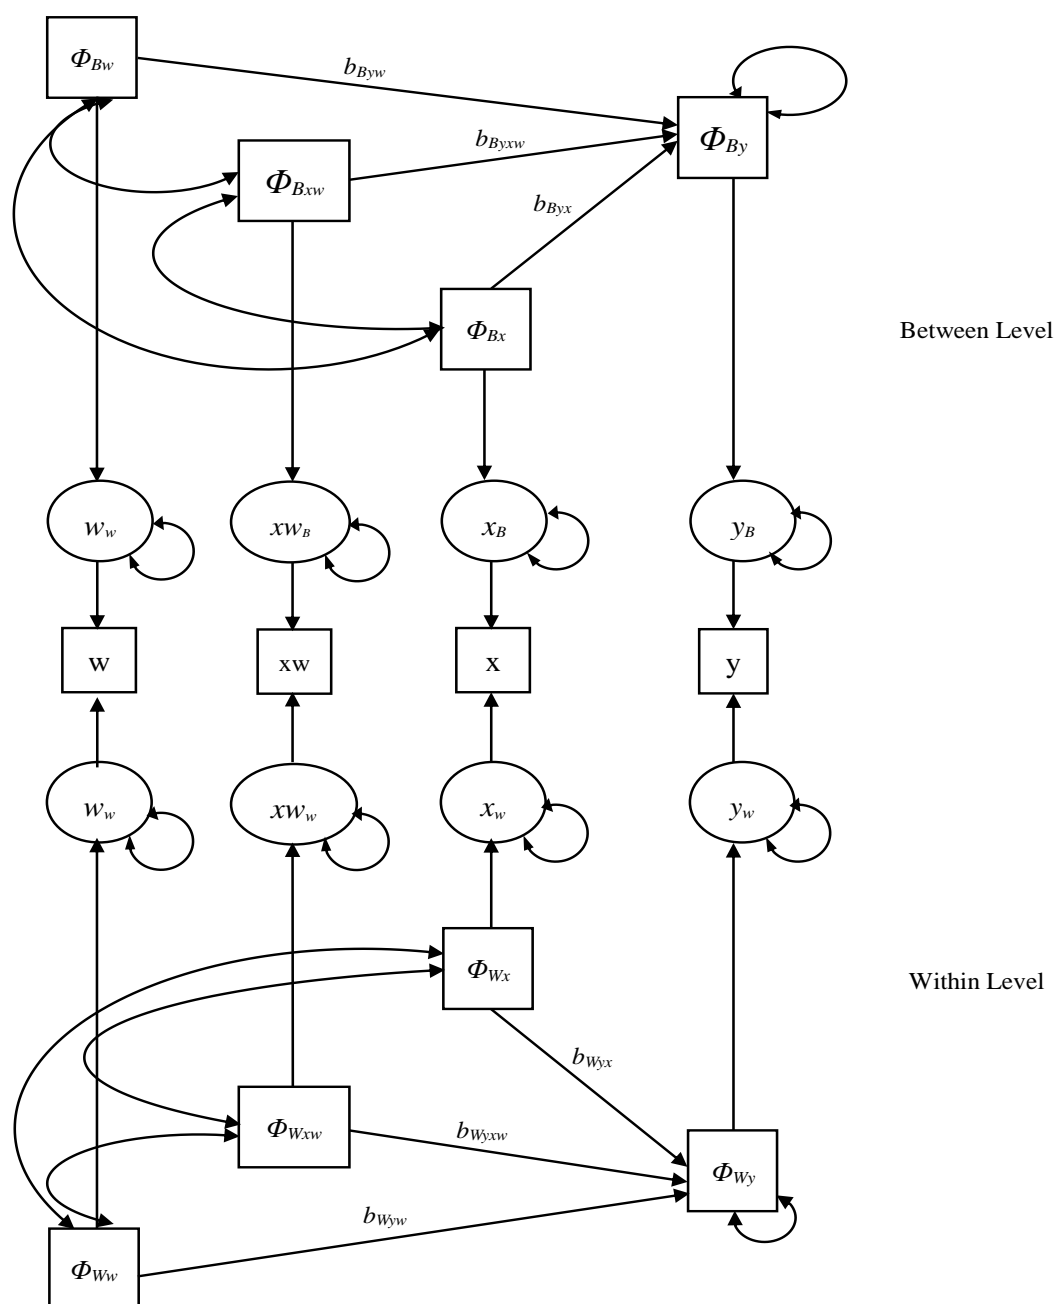 Φ_Bw
b_Byw
Φ_By
b_Byxw
Φ_Bxw
b_Byx
Φ_Bx
Between Level
w_w
xw_B
x_B
y_B
w
xw
x
y
w_w
xw_w
x_w
y_w
Φ_Wx
Within Level
b_Wyx
Φ_Wxw
b_Wyxw
Φ_Wy
b_Wyw
Φ_Ww